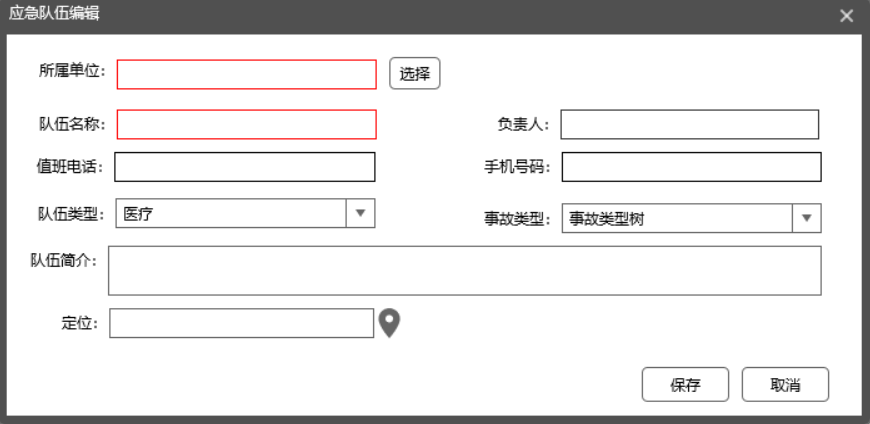 应急队伍编辑
所属单位: 选择
队伍名称: 负责人:
值班电话: 手机号码:
队伍类型: 医疗 事故类型: 事故类型树
队伍简介:
定位:
保存 取消